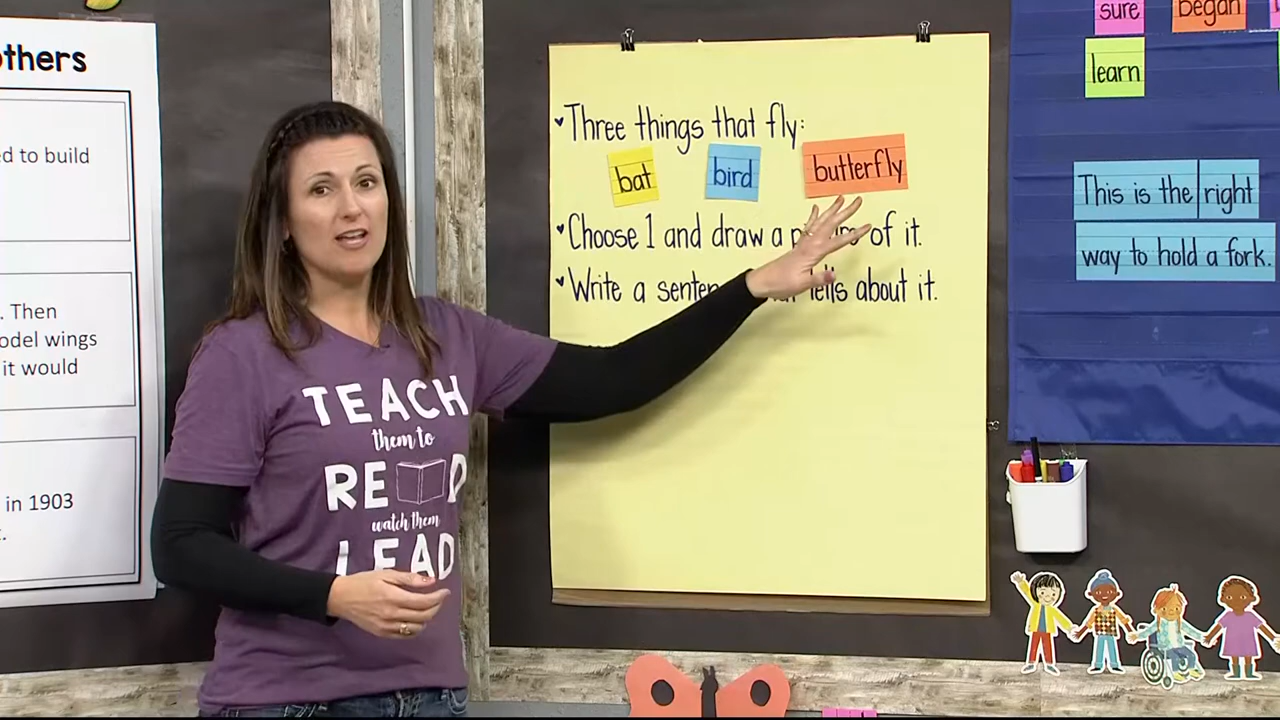 others
ed to build
. Then
odel wings
it would
in 1903
Three things that fly:
bat bird butterfly
Choose 1 and draw a of it.
Write a tells about it.
TEACH
them to
READ
watch them
LEAD
sure began
learn
This is the right
way to hold a fork.